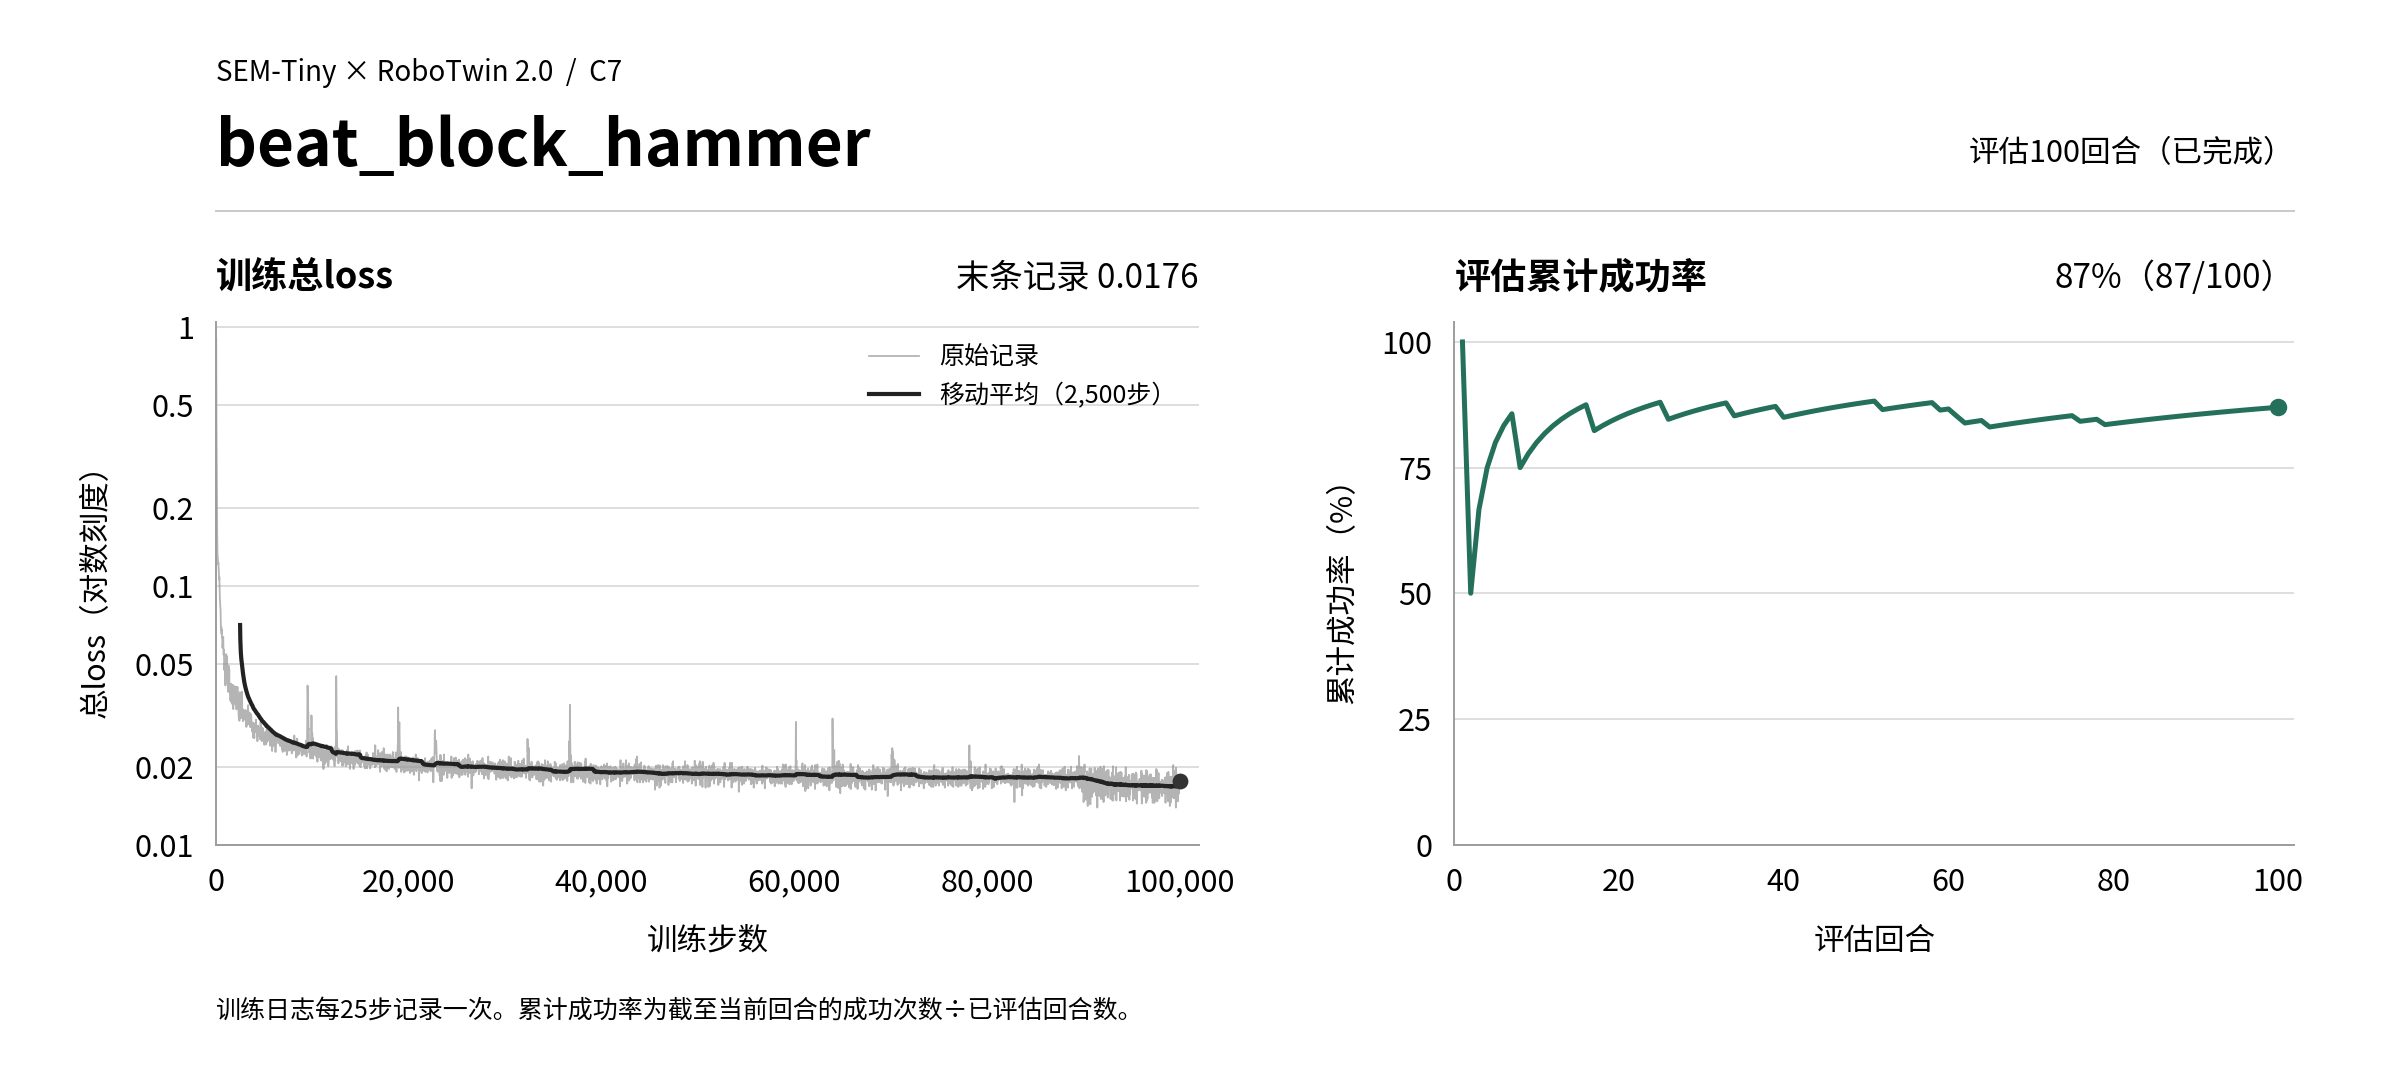 SEM-Tiny × RoboTwin 2.0 / C7
beat_block_hammer
评估100回合（已完成）
训练总loss
末条记录 0.0176
总loss（对数刻度）
1
0.5
0.2
0.1
0.05
0.02
0.01
原始记录
移动平均（2,500步）
0
20,000
40,000
60,000
80,000
100,000
训练步数
评估累计成功率
87%（87/100）
累计成功率（%）
100
75
50
25
0
0
20
40
60
80
100
评估回合
训练日志每25步记录一次。累计成功率为截至当前回合的成功次数÷已评估回合数。